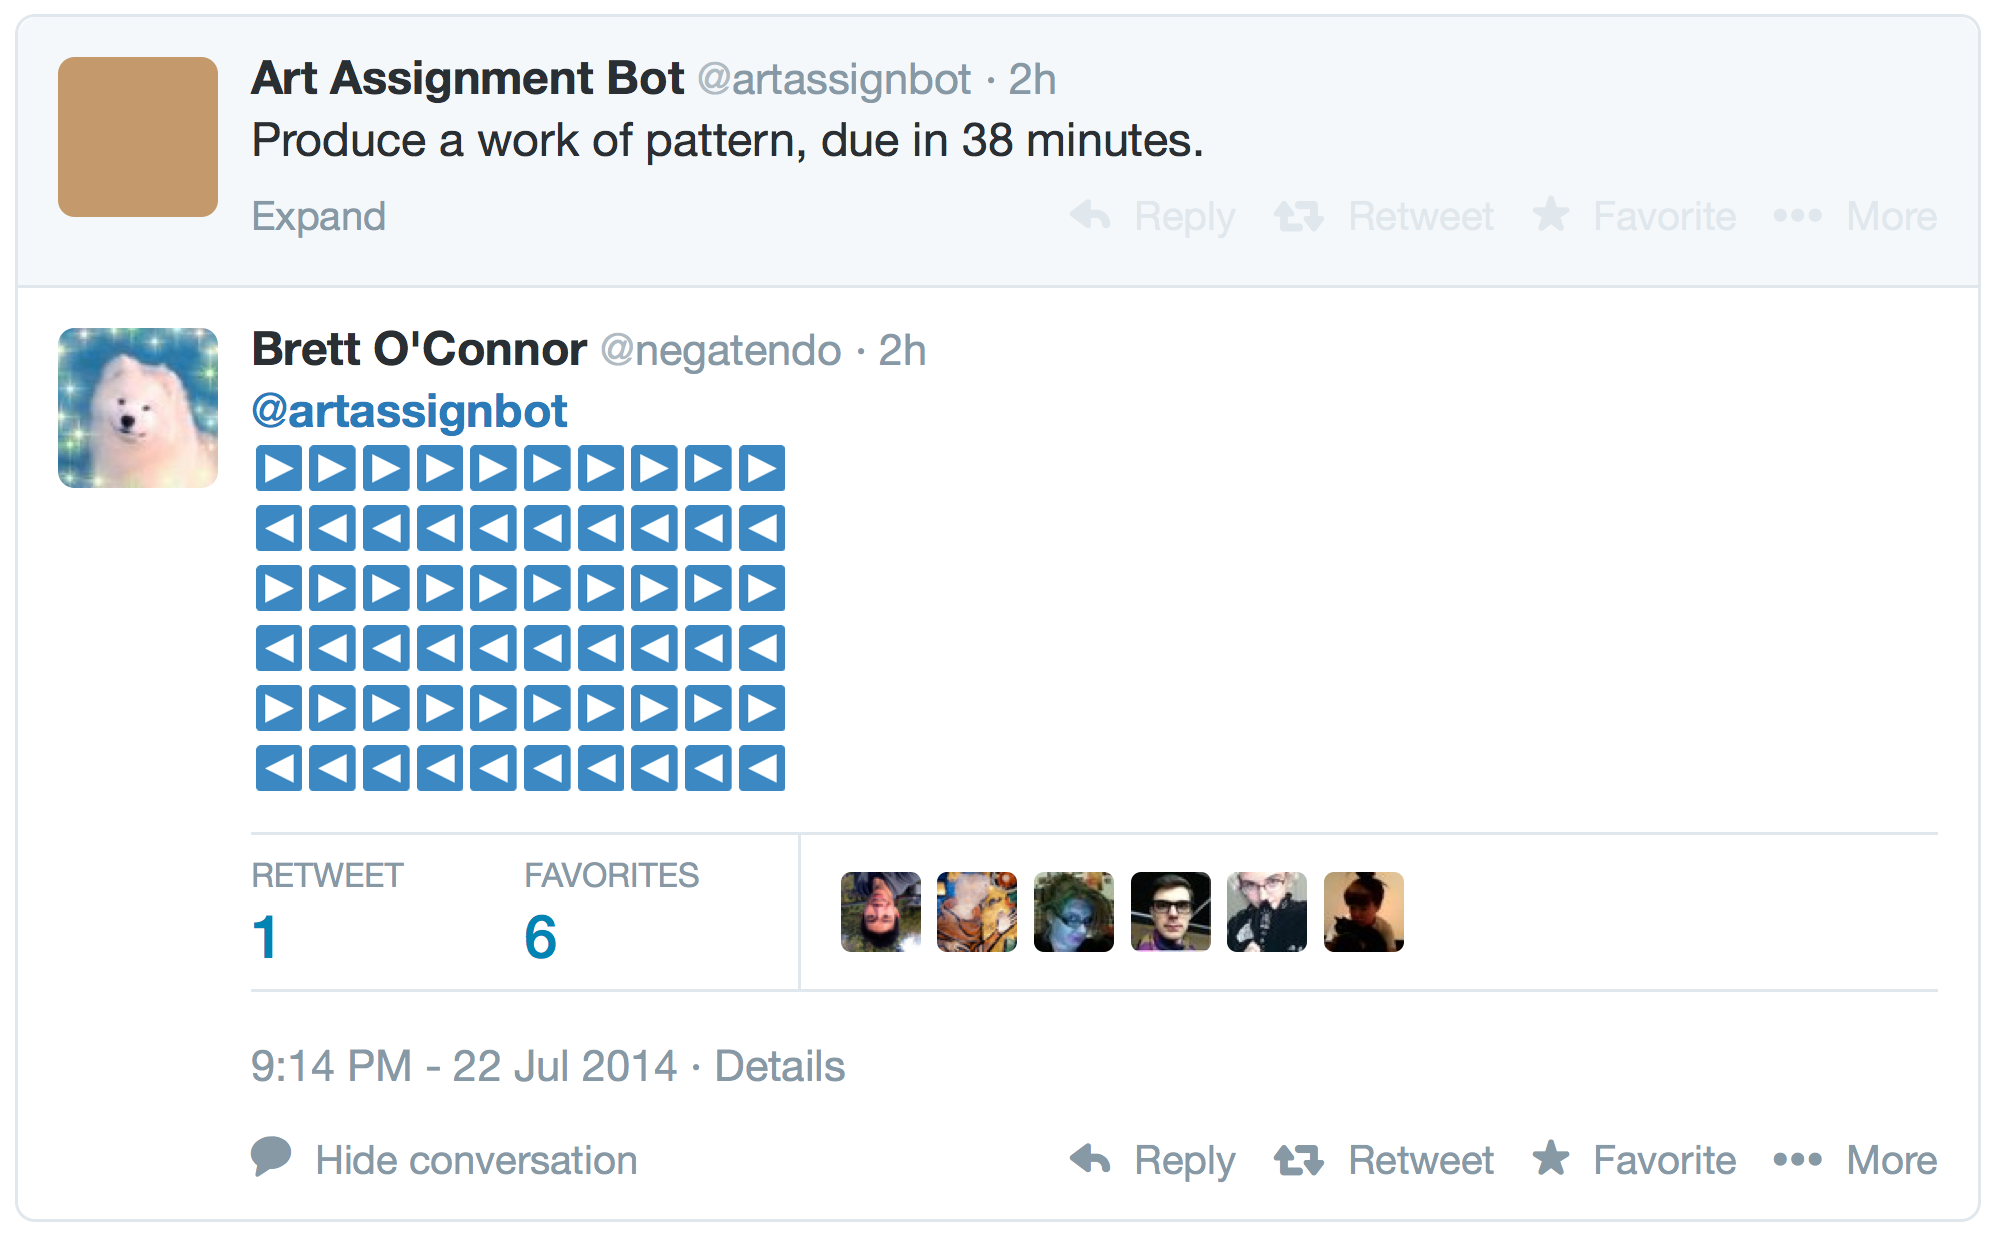 Art Assignment Bot @artassignbot · 2h
Produce a work of pattern, due in 38 minutes.
Expand Reply Retweet Favorite More
Brett O'Connor @negatendo · 2h
@artassignbot
▶️▶️▶️▶️▶️▶️▶️▶️▶️▶️
◀️◀️◀️◀️◀️◀️◀️◀️◀️◀️
▶️▶️▶️▶️▶️▶️▶️▶️▶️▶️
◀️◀️◀️◀️◀️◀️◀️◀️◀️◀️
▶️▶️▶️▶️▶️▶️▶️▶️▶️▶️
◀️◀️◀️◀️◀️◀️◀️◀️◀️◀️
RETWEET FAVORITES
1 6
9:14 PM - 22 Jul 2014 · Details
Hide conversation Reply Retweet Favorite More